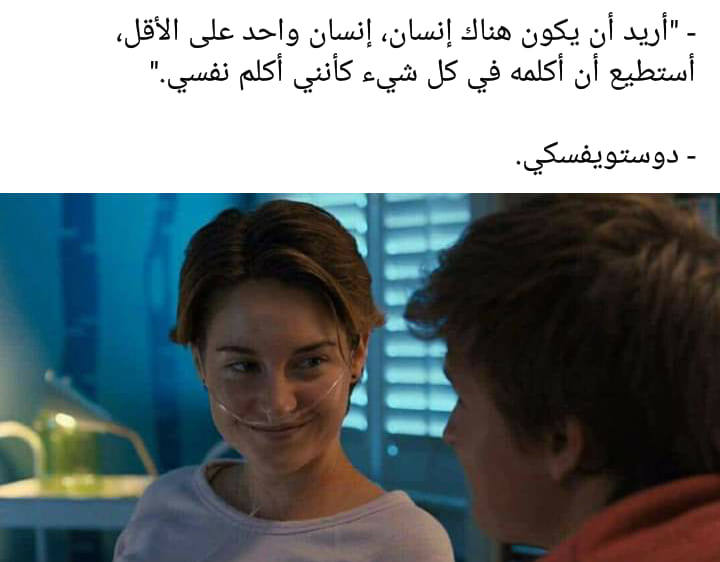 - "أريد أن يكون هناك إنسان، إنسان واحد على الأقل،
أستطيع أن أكلمه في كل شيء كأنني أكلم نفسي."
- دوستويفسكي.